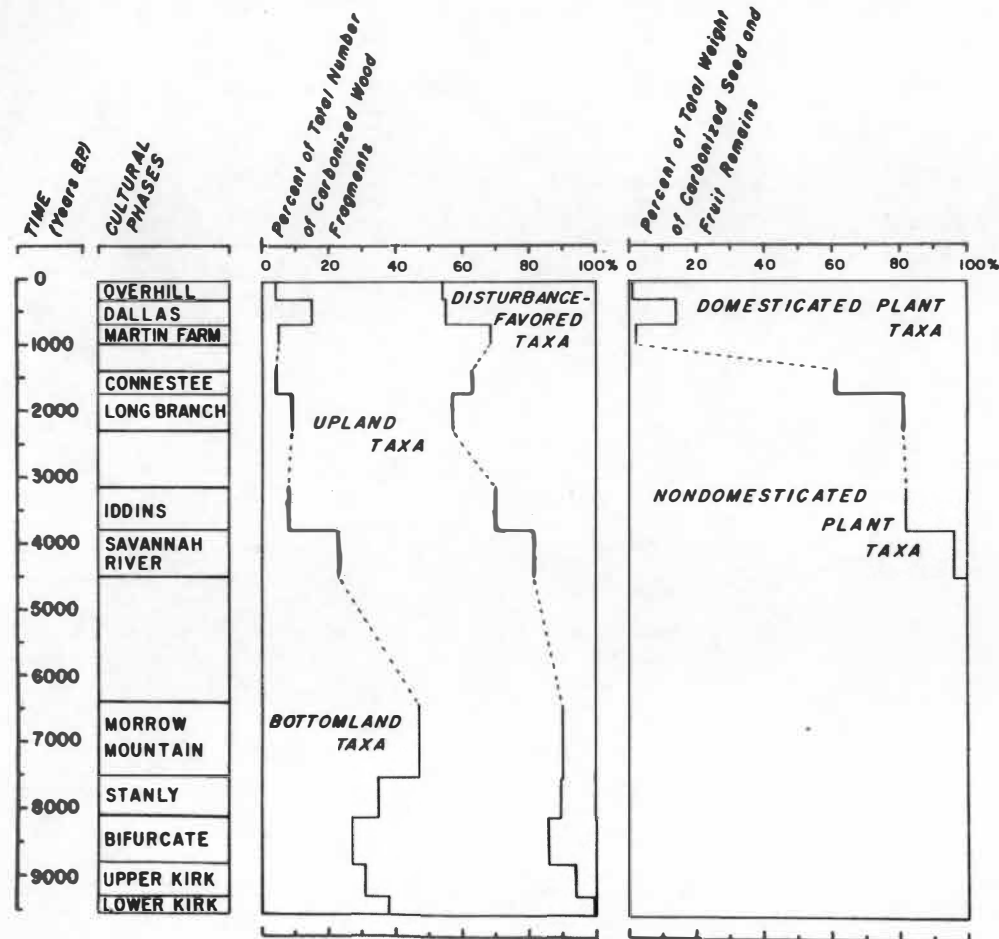 TIME
(Years B.P.)
CULTURAL
PHASES
Percent of Total Number
of Carbonized Wood
Fragments
Percent of Total Weight
of Carbonized Seed and
Fruit Remains
0 20 40 60 80 100%
0 20 40 60 80 100%
0
1000
2000
3000
4000
5000
6000
7000
8000
9000
OVERHILL
DALLAS
MARTIN FARM
CONNESTEE
LONG BRANCH
IDDINS
SAVANNAH
RIVER
MORROW
MOUNTAIN
STANLY
BIFURCATE
UPPER KIRK
LOWER KIRK
DISTURBANCE-
FAVORED
TAXA
UPLAND
TAXA
BOTTOMLAND
TAXA
DOMESTICATED PLANT
TAXA
NONDOMESTICATED
PLANT
TAXA